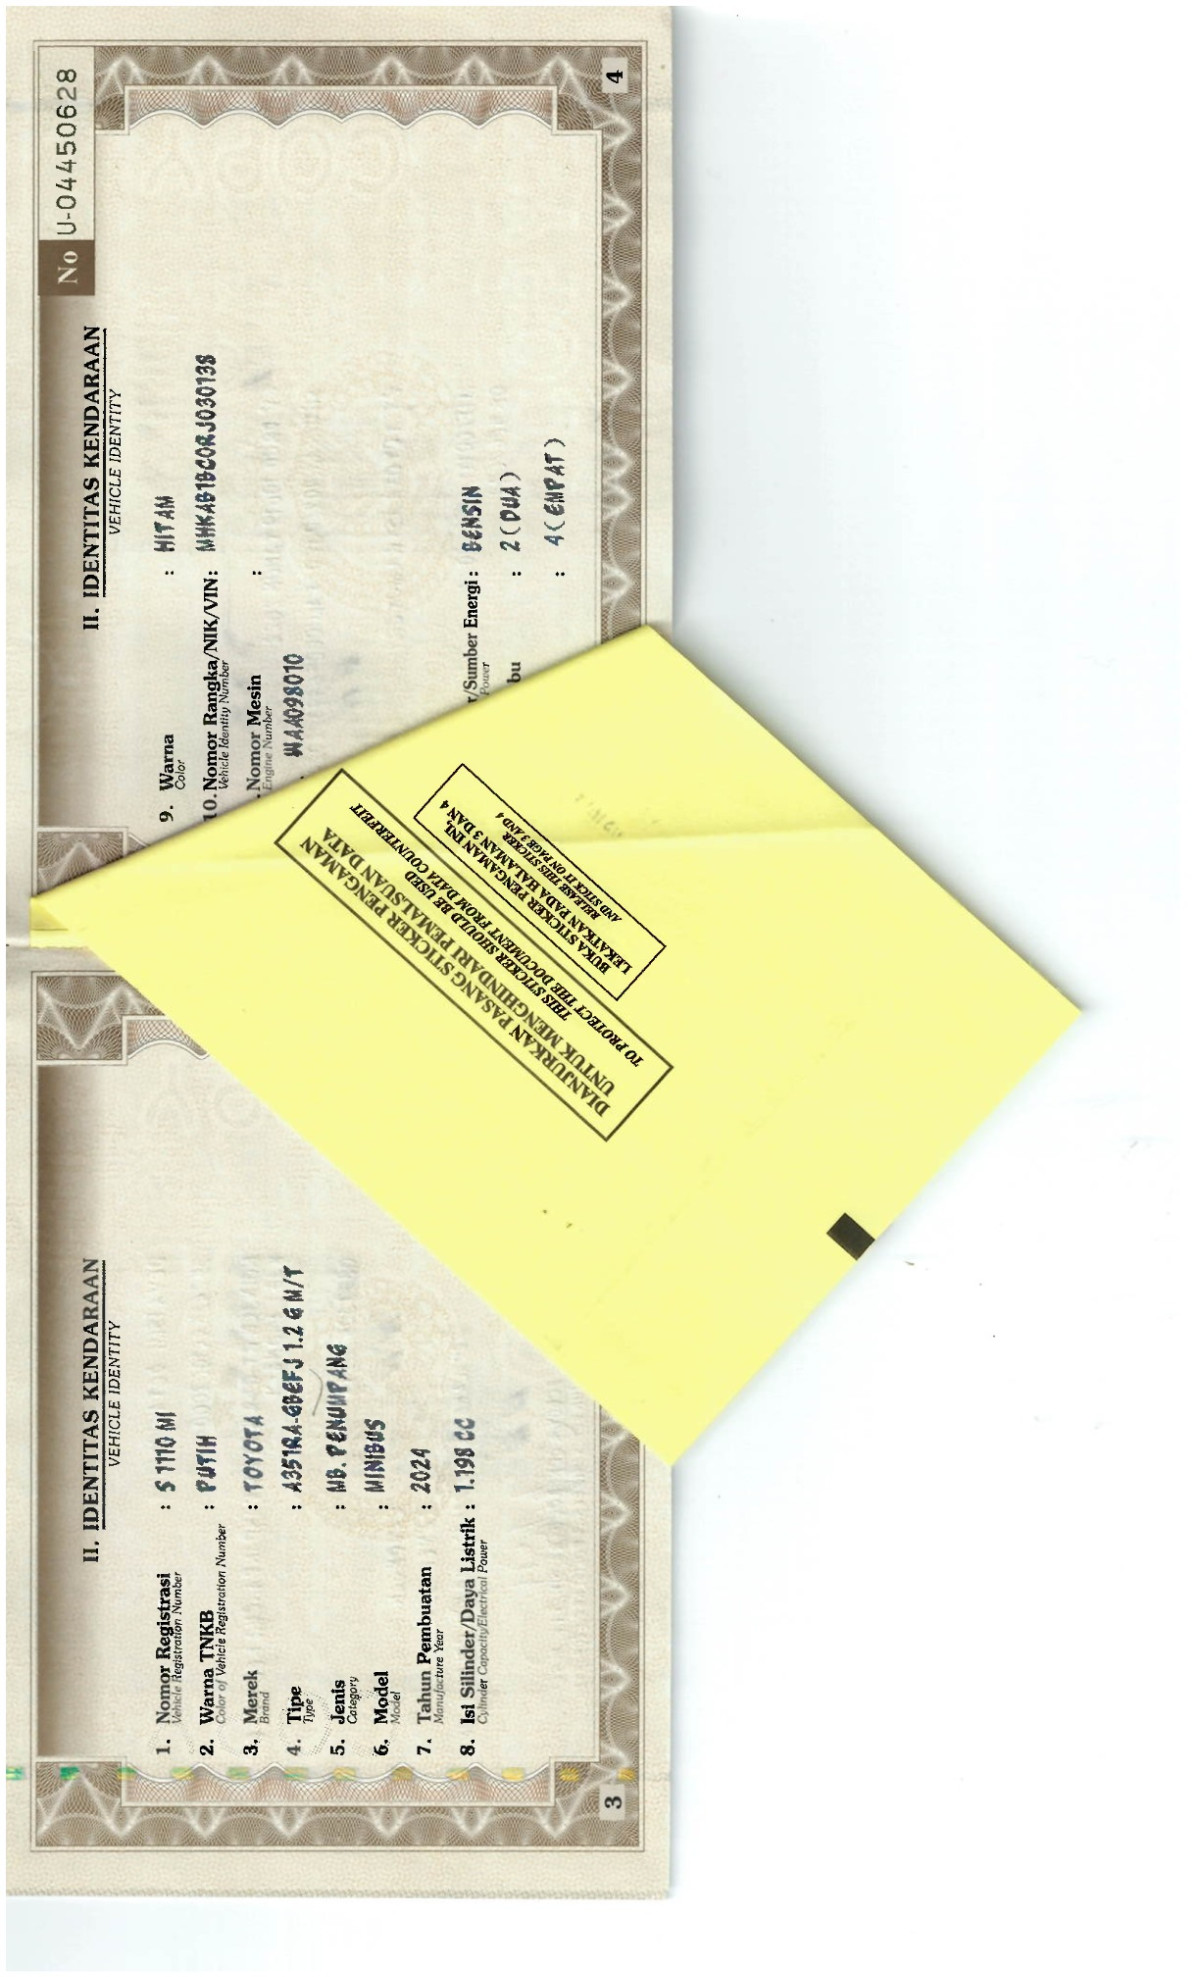 II. IDENTITAS KENDARAAN
VEHICLE IDENTITY
1. Nomor Registrasi : S 1110 MI
Vehicle Registration Number
2. Warna TNKB : PUTIH
Color of Vehicle Registration Number
3. Merek : TOYOTA
Brand
4. Tipe : A351RA-GBEFJ 1.2 G M/T
Type
5. Jenis : MB. PENUMPANG
Category
6. Model : MINIBUS
Model
7. Tahun Pembuatan : 2024
Manufacture Year
8. Isi Silinder/Daya Listrik : 1.198 CC
Cylinder Capacity/Electrical Power
3
No U-04450628
II. IDENTITAS KENDARAAN
VEHICLE IDENTITY
9. Warna : HITAM
Color
10. Nomor Rangka/NIK/VIN : MHKAB1BC0RJ030138
Vehicle Identity Number
. Nomor Mesin :
Engine Number
WAA098010
r/Sumber Energi : BENSIN
Power
bu : 2 (DUA)
: 4 (EMPAT)
4
DIANJURKAN PASANG STICKER PENGAMAN
UNTUK MENGHINDARI PEMALSUAN DATA
THIS STICKER SHOULD BE USED
TO PROTECT THE DOCUMENT FROM DATA COUNTERFEIT
BUKA STICKER PENGAMAN INI,
LEKATKAN PADA HALAMAN 3 DAN 4
RELEASE THIS STICKER
AND STICK IT ON PAGE 3 AND 4